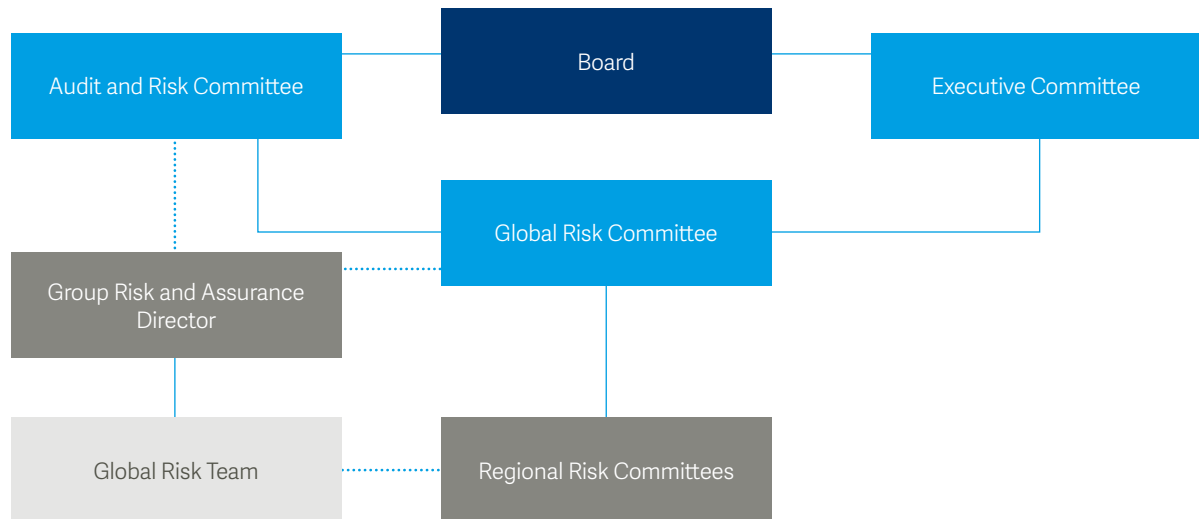 Board
Audit and Risk Committee
Executive Committee
Global Risk Committee
Group Risk and Assurance
Director
Global Risk Team
Regional Risk Committees